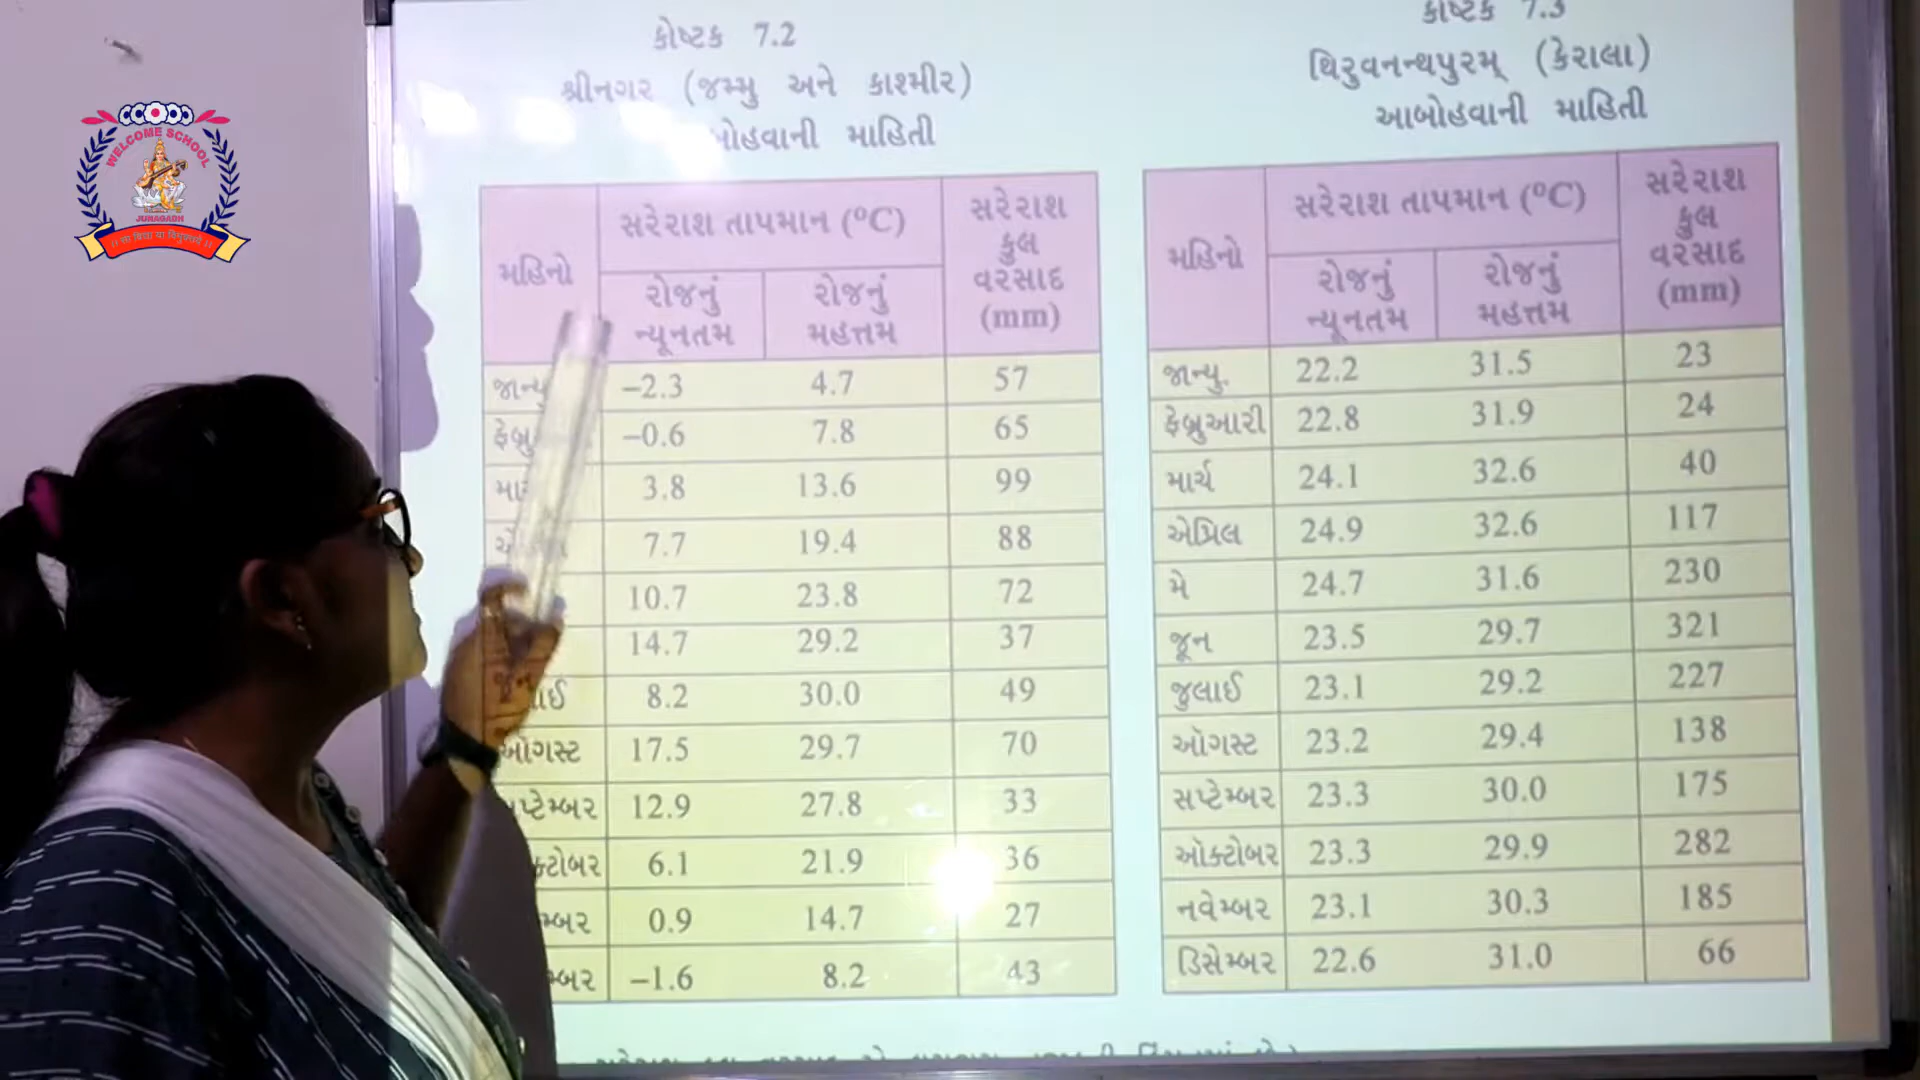 WELCOME SCHOOL
JUNAGADH
કોષ્ટક 7.2
શ્રીનગર (જમ્મુ અને કાશ્મીર)
માહિતી
મહિનો સરેરાશ તાપમાન (°C) સરેરાશ કુલ વરસાદ (mm)
રોજનું ન્યૂનતમ રોજનું મહત્તમ
–2.3 4.7 57
–0.6 7.8 65
3.8 13.6 99
7.7 19.4 88
10.7 23.8 72
14.7 29.2 37
8.2 30.0 49
ઑગસ્ટ 17.5 29.7 70
12.9 27.8 33
6.1 21.9 36
0.9 14.7 27
–1.6 8.2 43
કોષ્ટક 7.3
થિરુવનન્થપુરમ્ (કેરાલા)
આબોહવાની માહિતી
મહિનો સરેરાશ તાપમાન (°C) સરેરાશ કુલ વરસાદ (mm)
રોજનું ન્યૂનતમ રોજનું મહત્તમ
જાન્યુ. 22.2 31.5 23
ફેબ્રુઆરી 22.8 31.9 24
માર્ચ 24.1 32.6 40
એપ્રિલ 24.9 32.6 117
મે 24.7 31.6 230
જૂન 23.5 29.7 321
જુલાઈ 23.1 29.2 227
ઑગસ્ટ 23.2 29.4 138
સપ્ટેમ્બર 23.3 30.0 175
ઑક્ટોબર 23.3 29.9 282
નવેમ્બર 23.1 30.3 185
ડિસેમ્બર 22.6 31.0 66